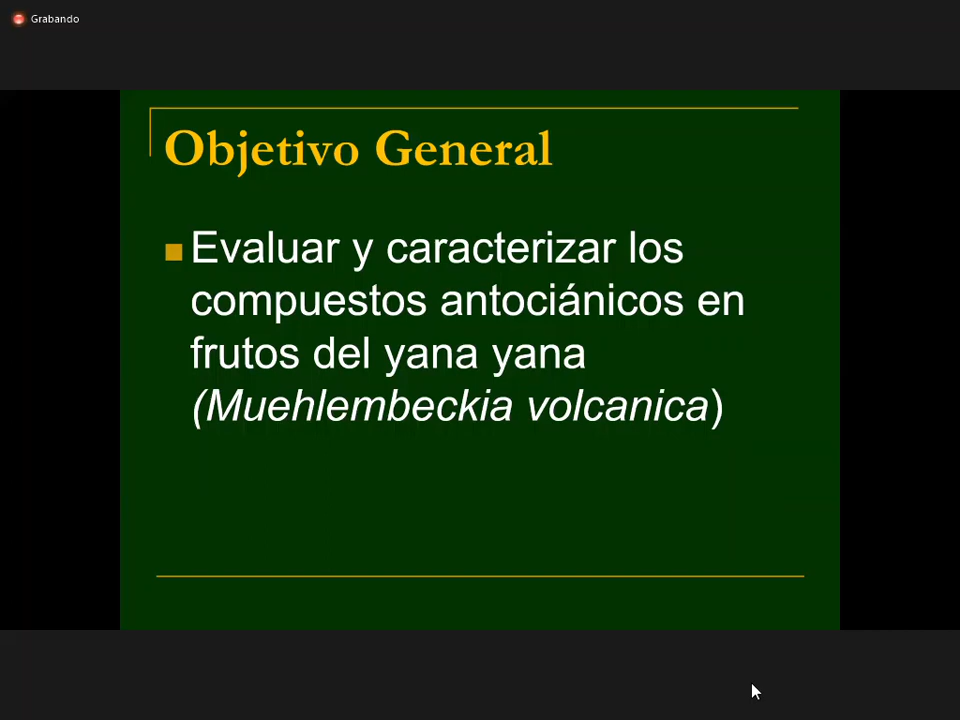 Grabando
Objetivo General
Evaluar y caracterizar los
compuestos antociánicos en
frutos del yana yana
(Muehlembeckia volcanica)